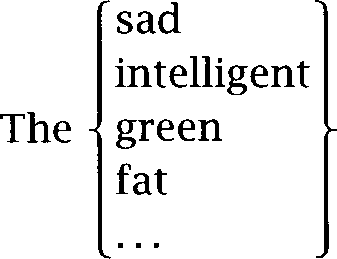 sad
intelligent
The green
fat
...